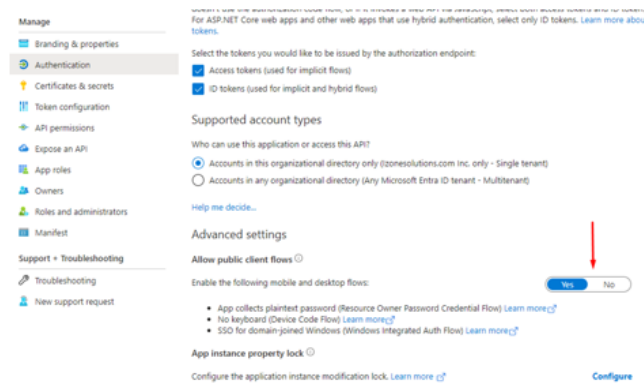 Manage
Branding & properties
Authentication
Certificates & secrets
Token configuration
API permissions
Expose an API
App roles
Owners
Roles and administrators
Manifest
Support + Troubleshooting
Troubleshooting
New support request
For ASP.NET Core web apps and other web apps that use hybrid authentication, select only ID tokens. Learn more abou
tokens.
Select the tokens you would like to be issued by the authorization endpoint:
Access tokens (used for implicit flows)
ID tokens (used for implicit and hybrid flows)
Supported account types
Who can use this application or access this API?
Accounts in this organizational directory only (Izonesolutions.com Inc. only - Single tenant)
Accounts in any organizational directory (Any Microsoft Entra ID tenant - Multitenant)
Help me decide...
Advanced settings
Allow public client flows
Enable the following mobile and desktop flows:
Yes No
App collects plaintext password (Resource Owner Password Credential Flow) Learn more
No keyboard (Device Code Flow) Learn more
SSO for domain-joined Windows (Windows Integrated Auth Flow) Learn more
App instance property lock
Configure the application instance modification lock. Learn more
Configure